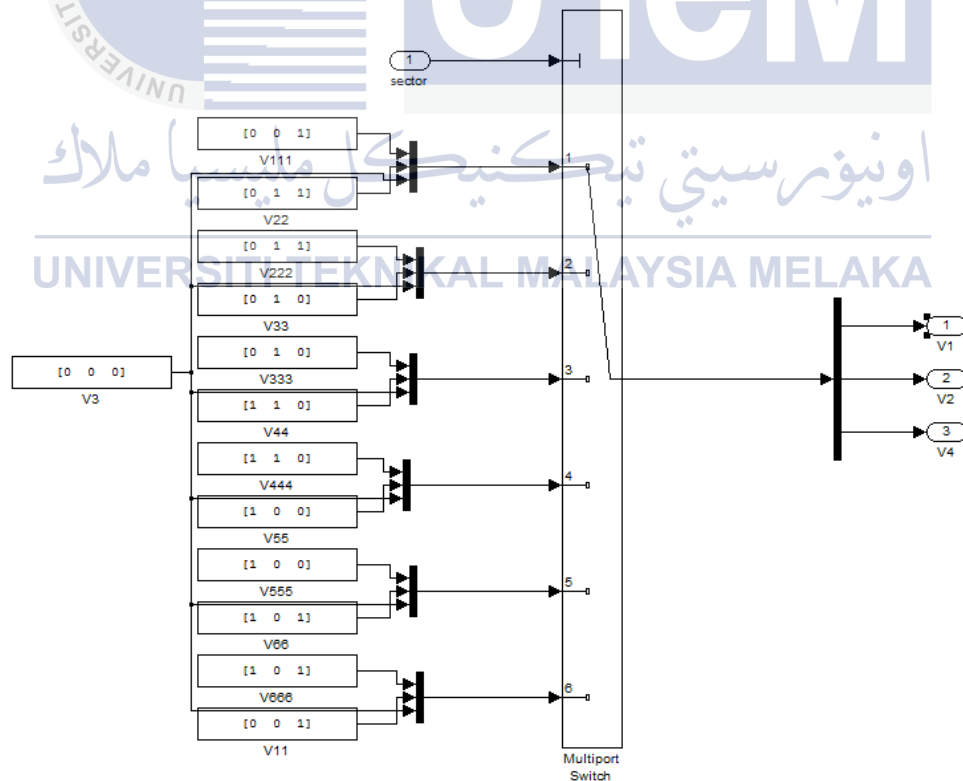 UTeM
UNIVERSIT
اونيۏرسيتي تيكنيكل مليسيا ملاك
UNIVERSITI TEKNIKAL MALAYSIA MELAKA
1
sector
[0 0 1]
V111
[0 1 1]
V22
[0 1 1]
V222
[0 1 0]
V33
[0 1 0]
V333
[1 1 0]
V44
[1 1 0]
V444
[1 0 0]
V55
[1 0 0]
V555
[1 0 1]
V66
[1 0 1]
V666
[0 0 1]
V11
[0 0 0]
V3
1
2
3
4
5
6
Multiport
Switch
1
V1
2
V2
3
V4